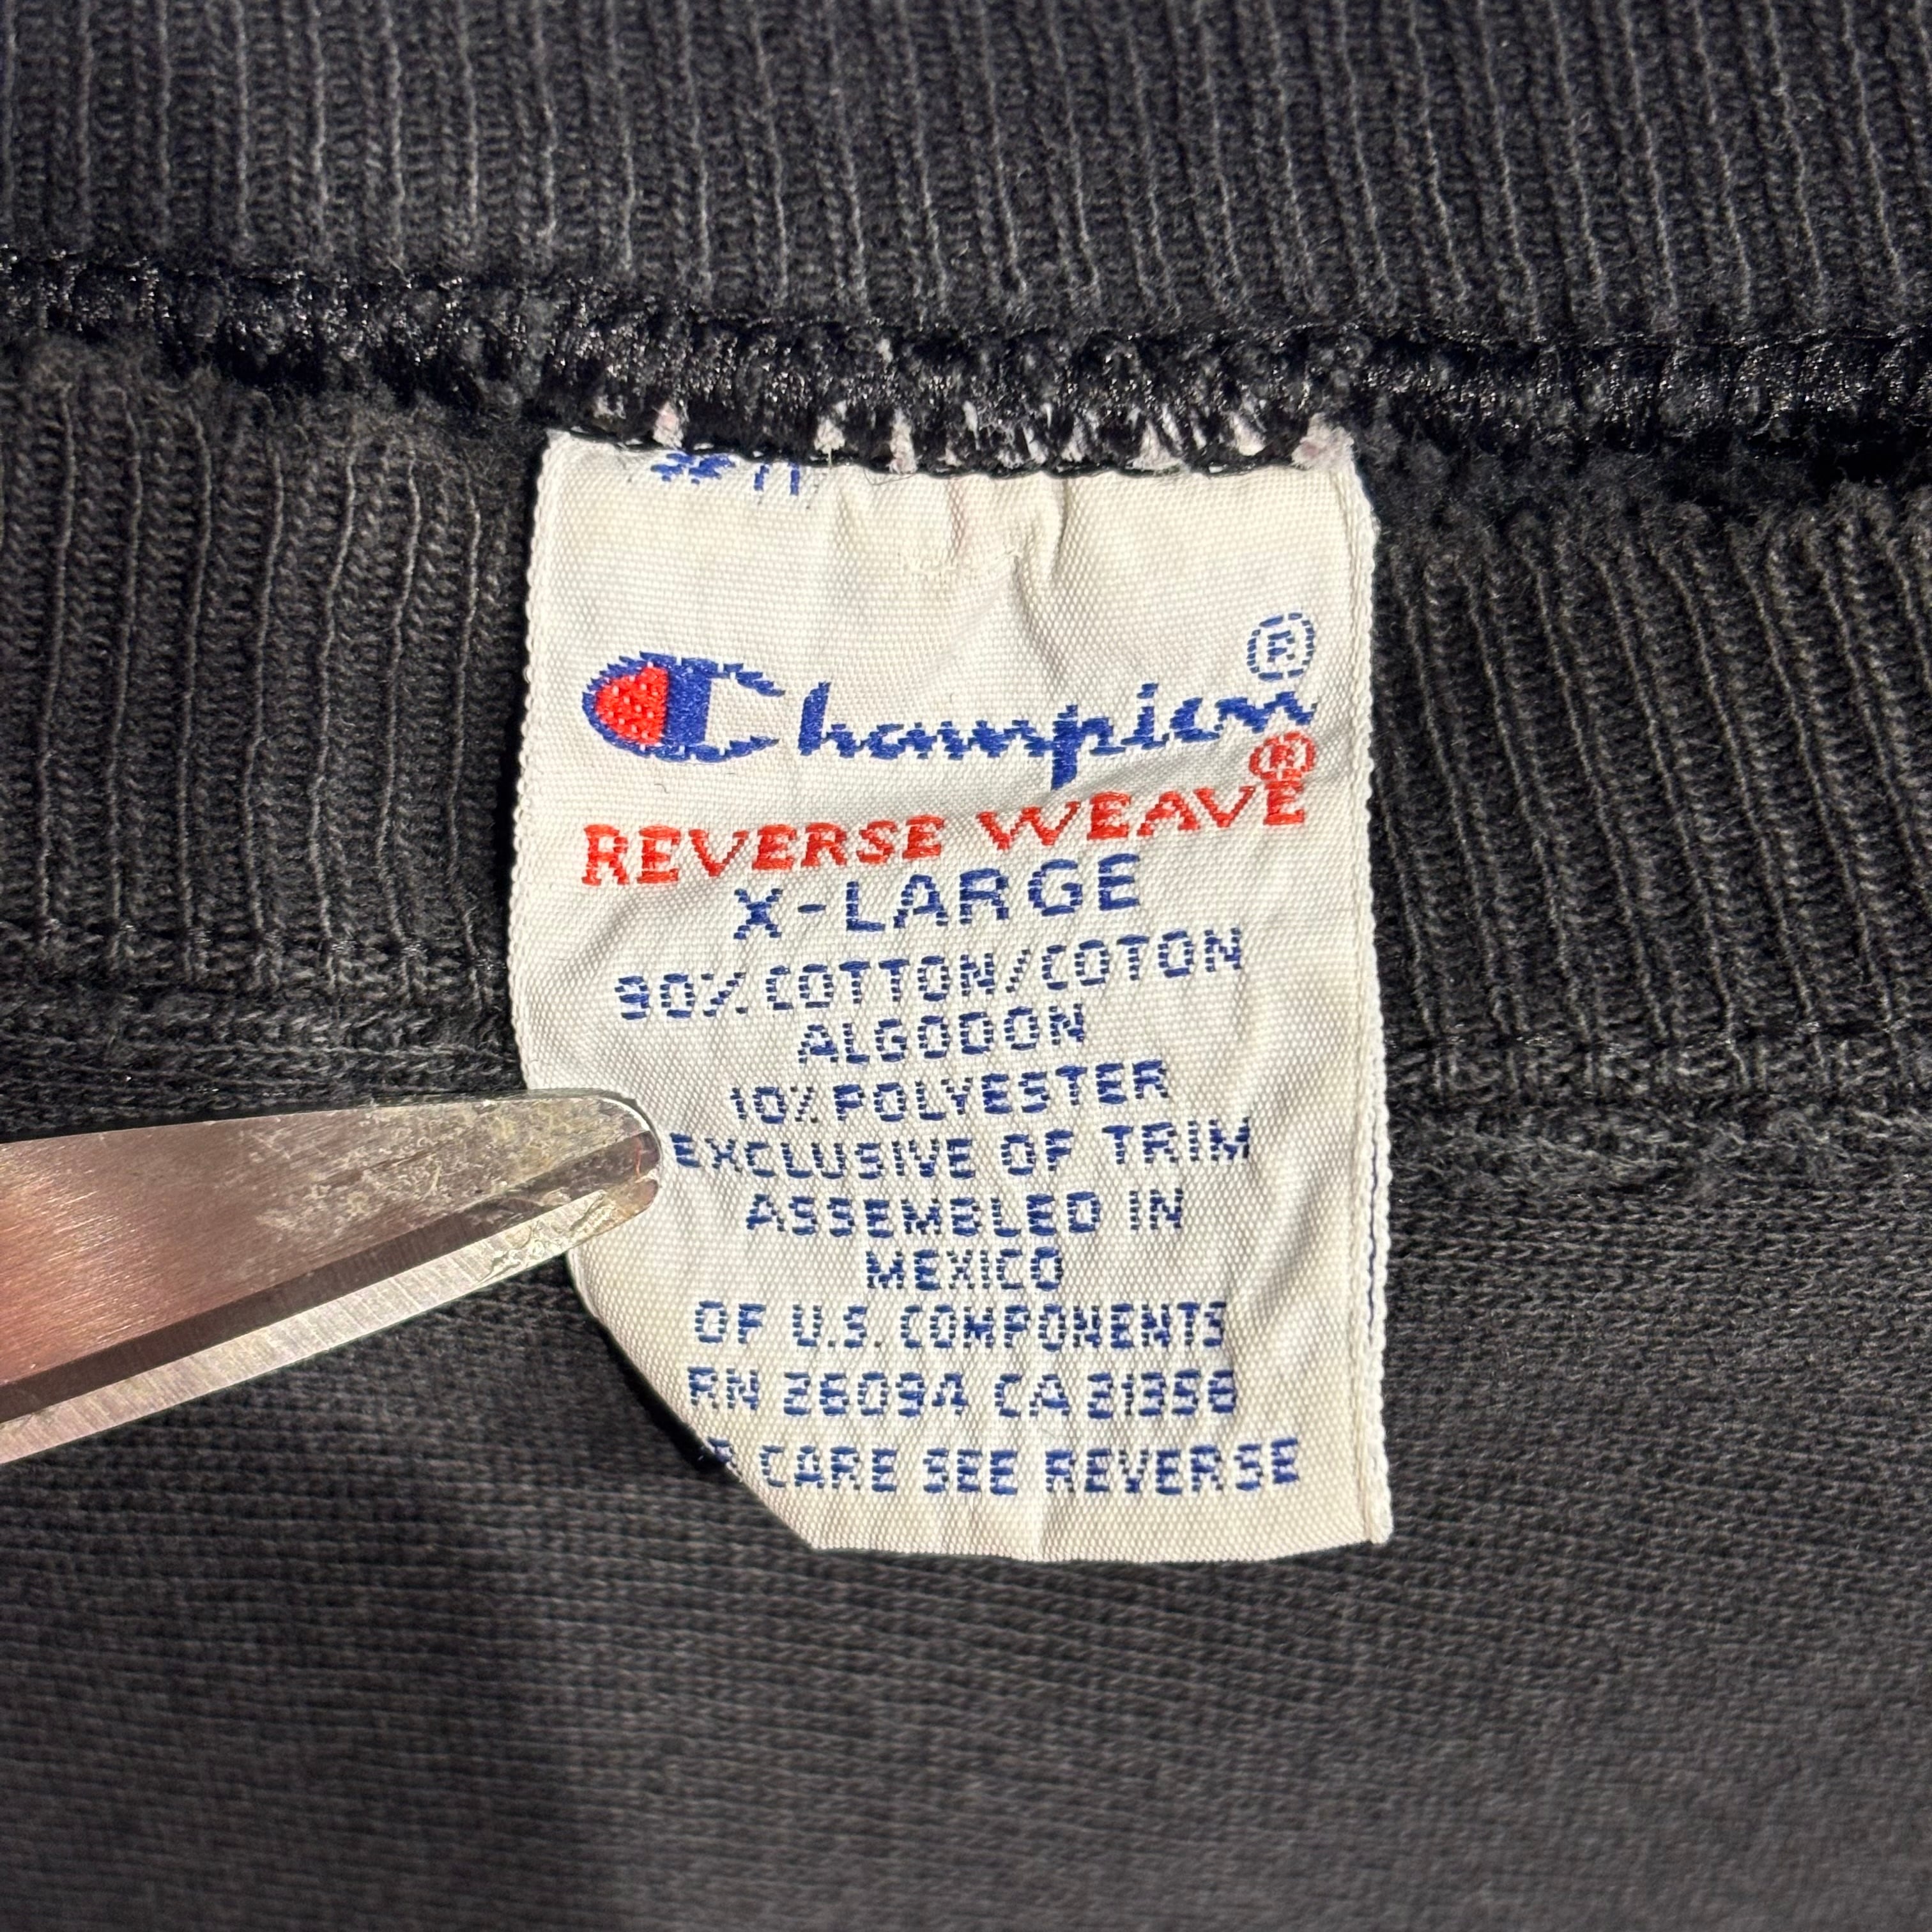 Champion®
REVERSE WEAVE®
X-LARGE
90% COTTON/COTON
ALGODON
10% POLYESTER
EXCLUSIVE OF TRIM
ASSEMBLED IN
MEXICO
OF U.S. COMPONENTS
RN 26094 CA 21358
CARE SEE REVERSE